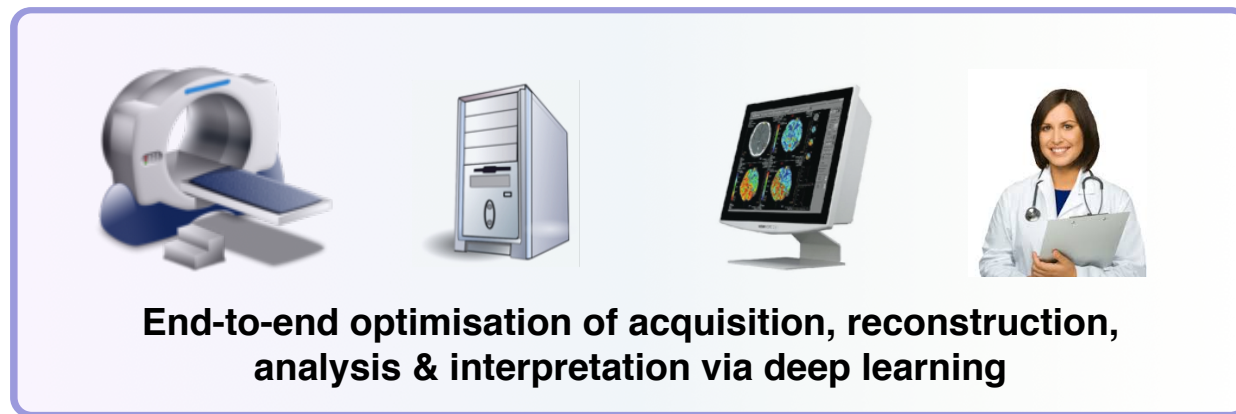 End-to-end optimisation of acquisition, reconstruction,
analysis & interpretation via deep learning